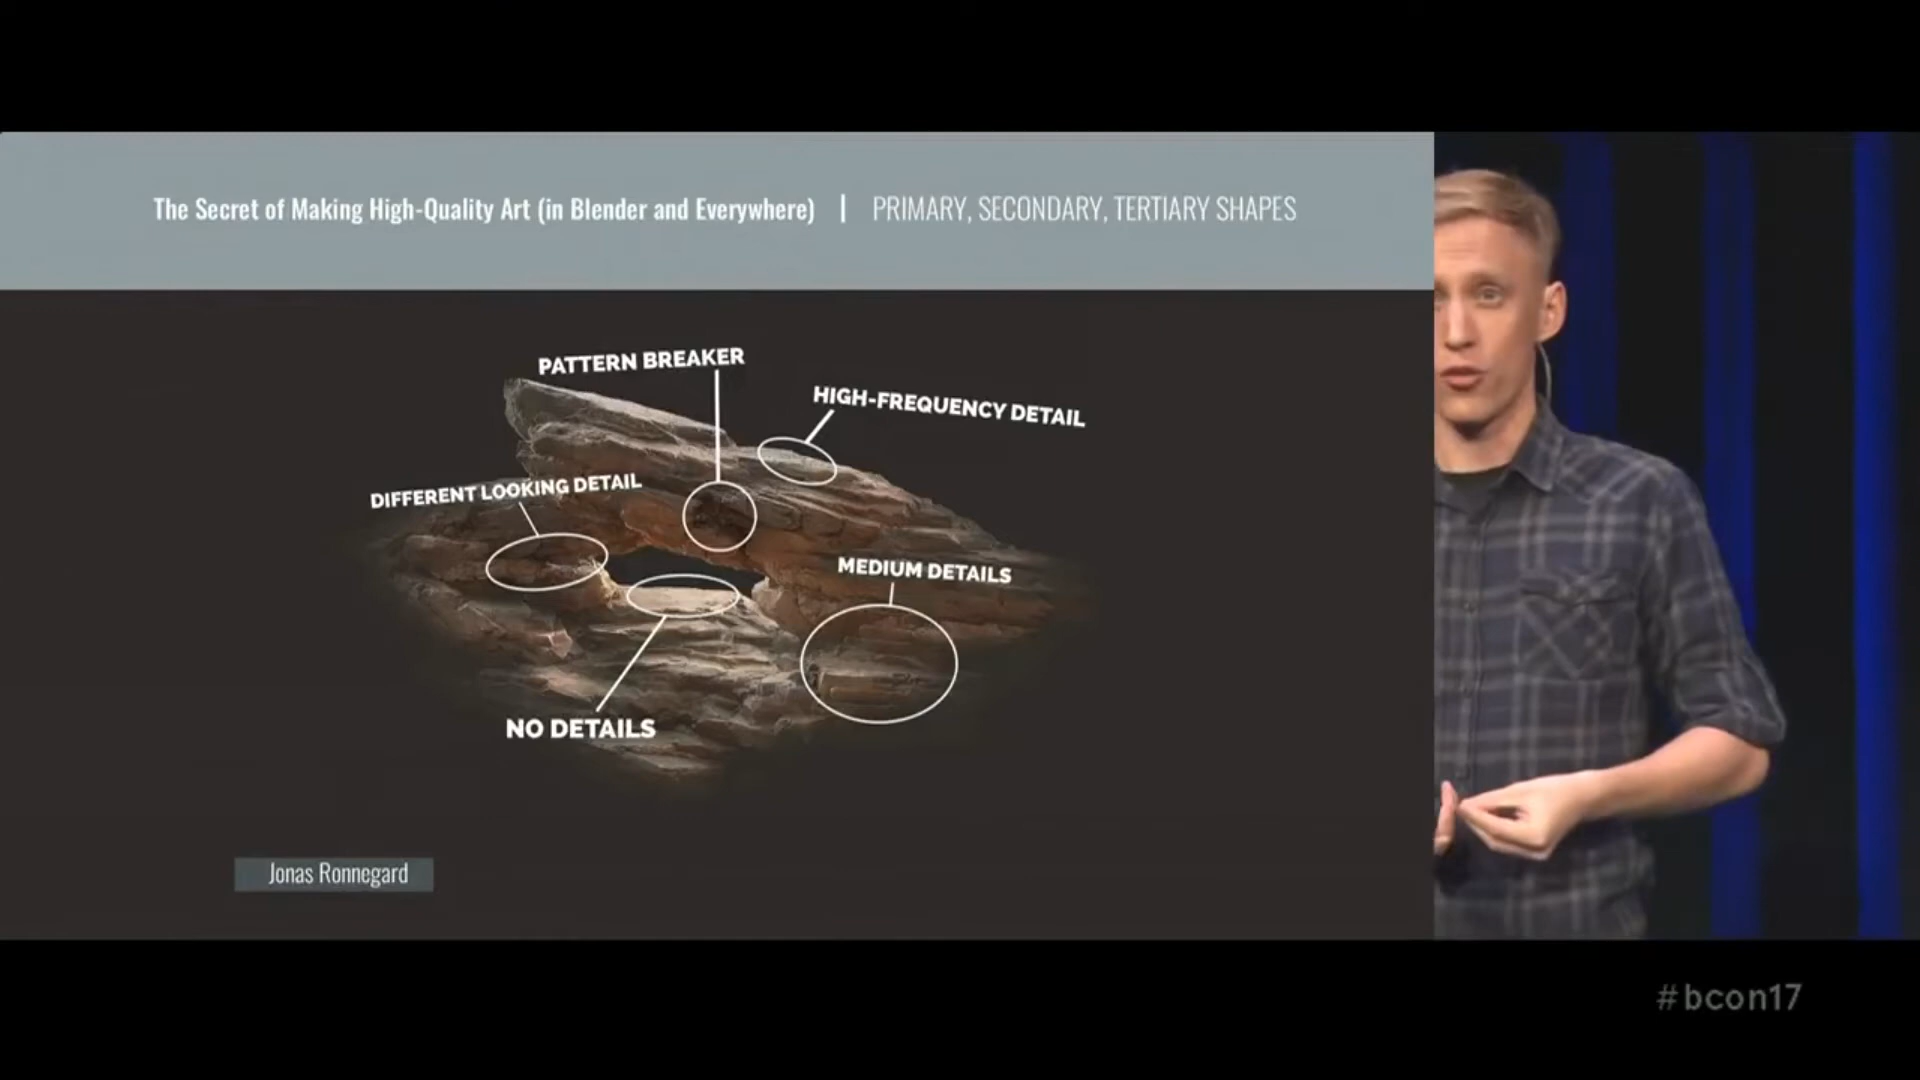 The Secret of Making High-Quality Art (in Blender and Everywhere) | PRIMARY, SECONDARY, TERTIARY SHAPES
PATTERN BREAKER
HIGH-FREQUENCY DETAIL
DIFFERENT LOOKING DETAIL
MEDIUM DETAILS
NO DETAILS
Jonas Ronnegard
#bcon17